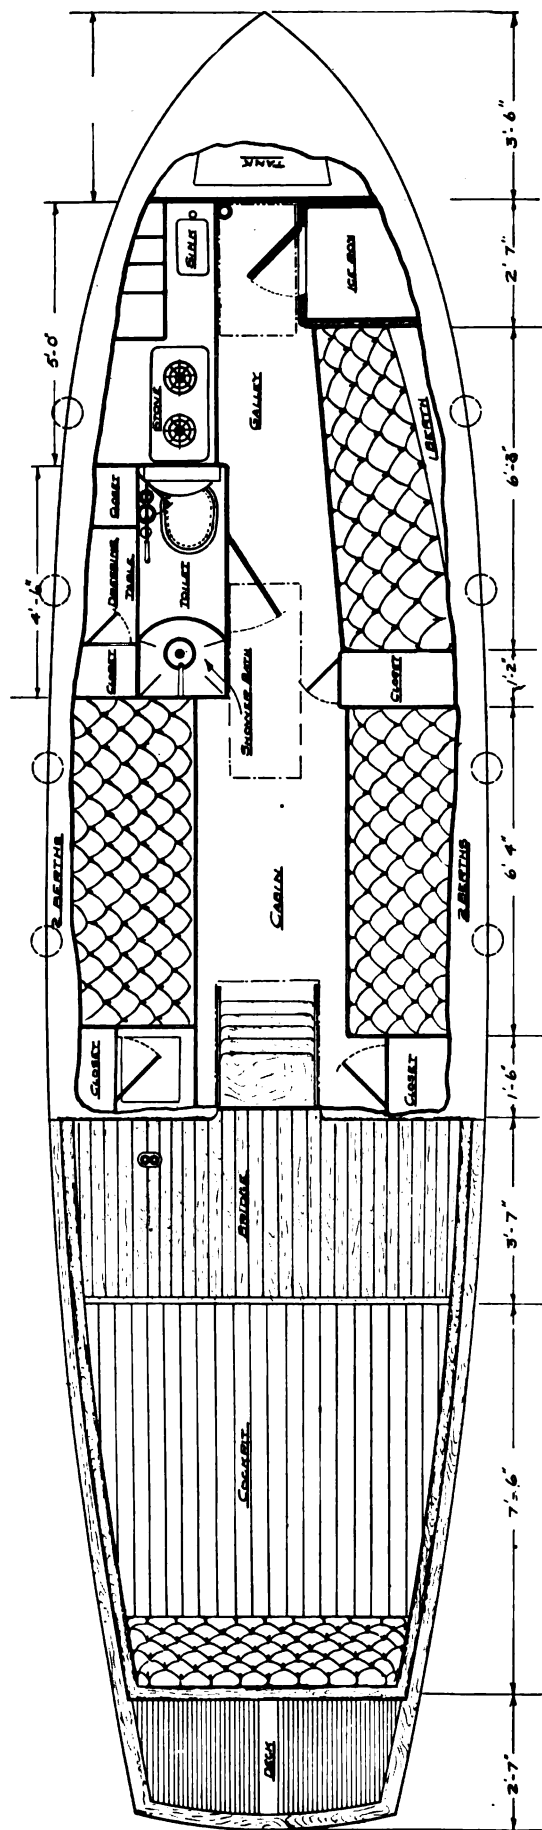 3'-6"
TANK
2'7"
SINK
ICE BOX
5'-0"
STOVE
GALLEY
BERTH
6'-3"
CLOSET
4'-6"
DRESSING TABLE
TOILET
CLOSET
SHOWER BATH
CLOSET
1'-2"
2 BERTHS
CABIN
2 BERTHS
6'4"
CLOSET
CLOSET
1'-6"
BRIDGE
3'-7"
COCKPIT
7'-6"
DECK
2'-7"